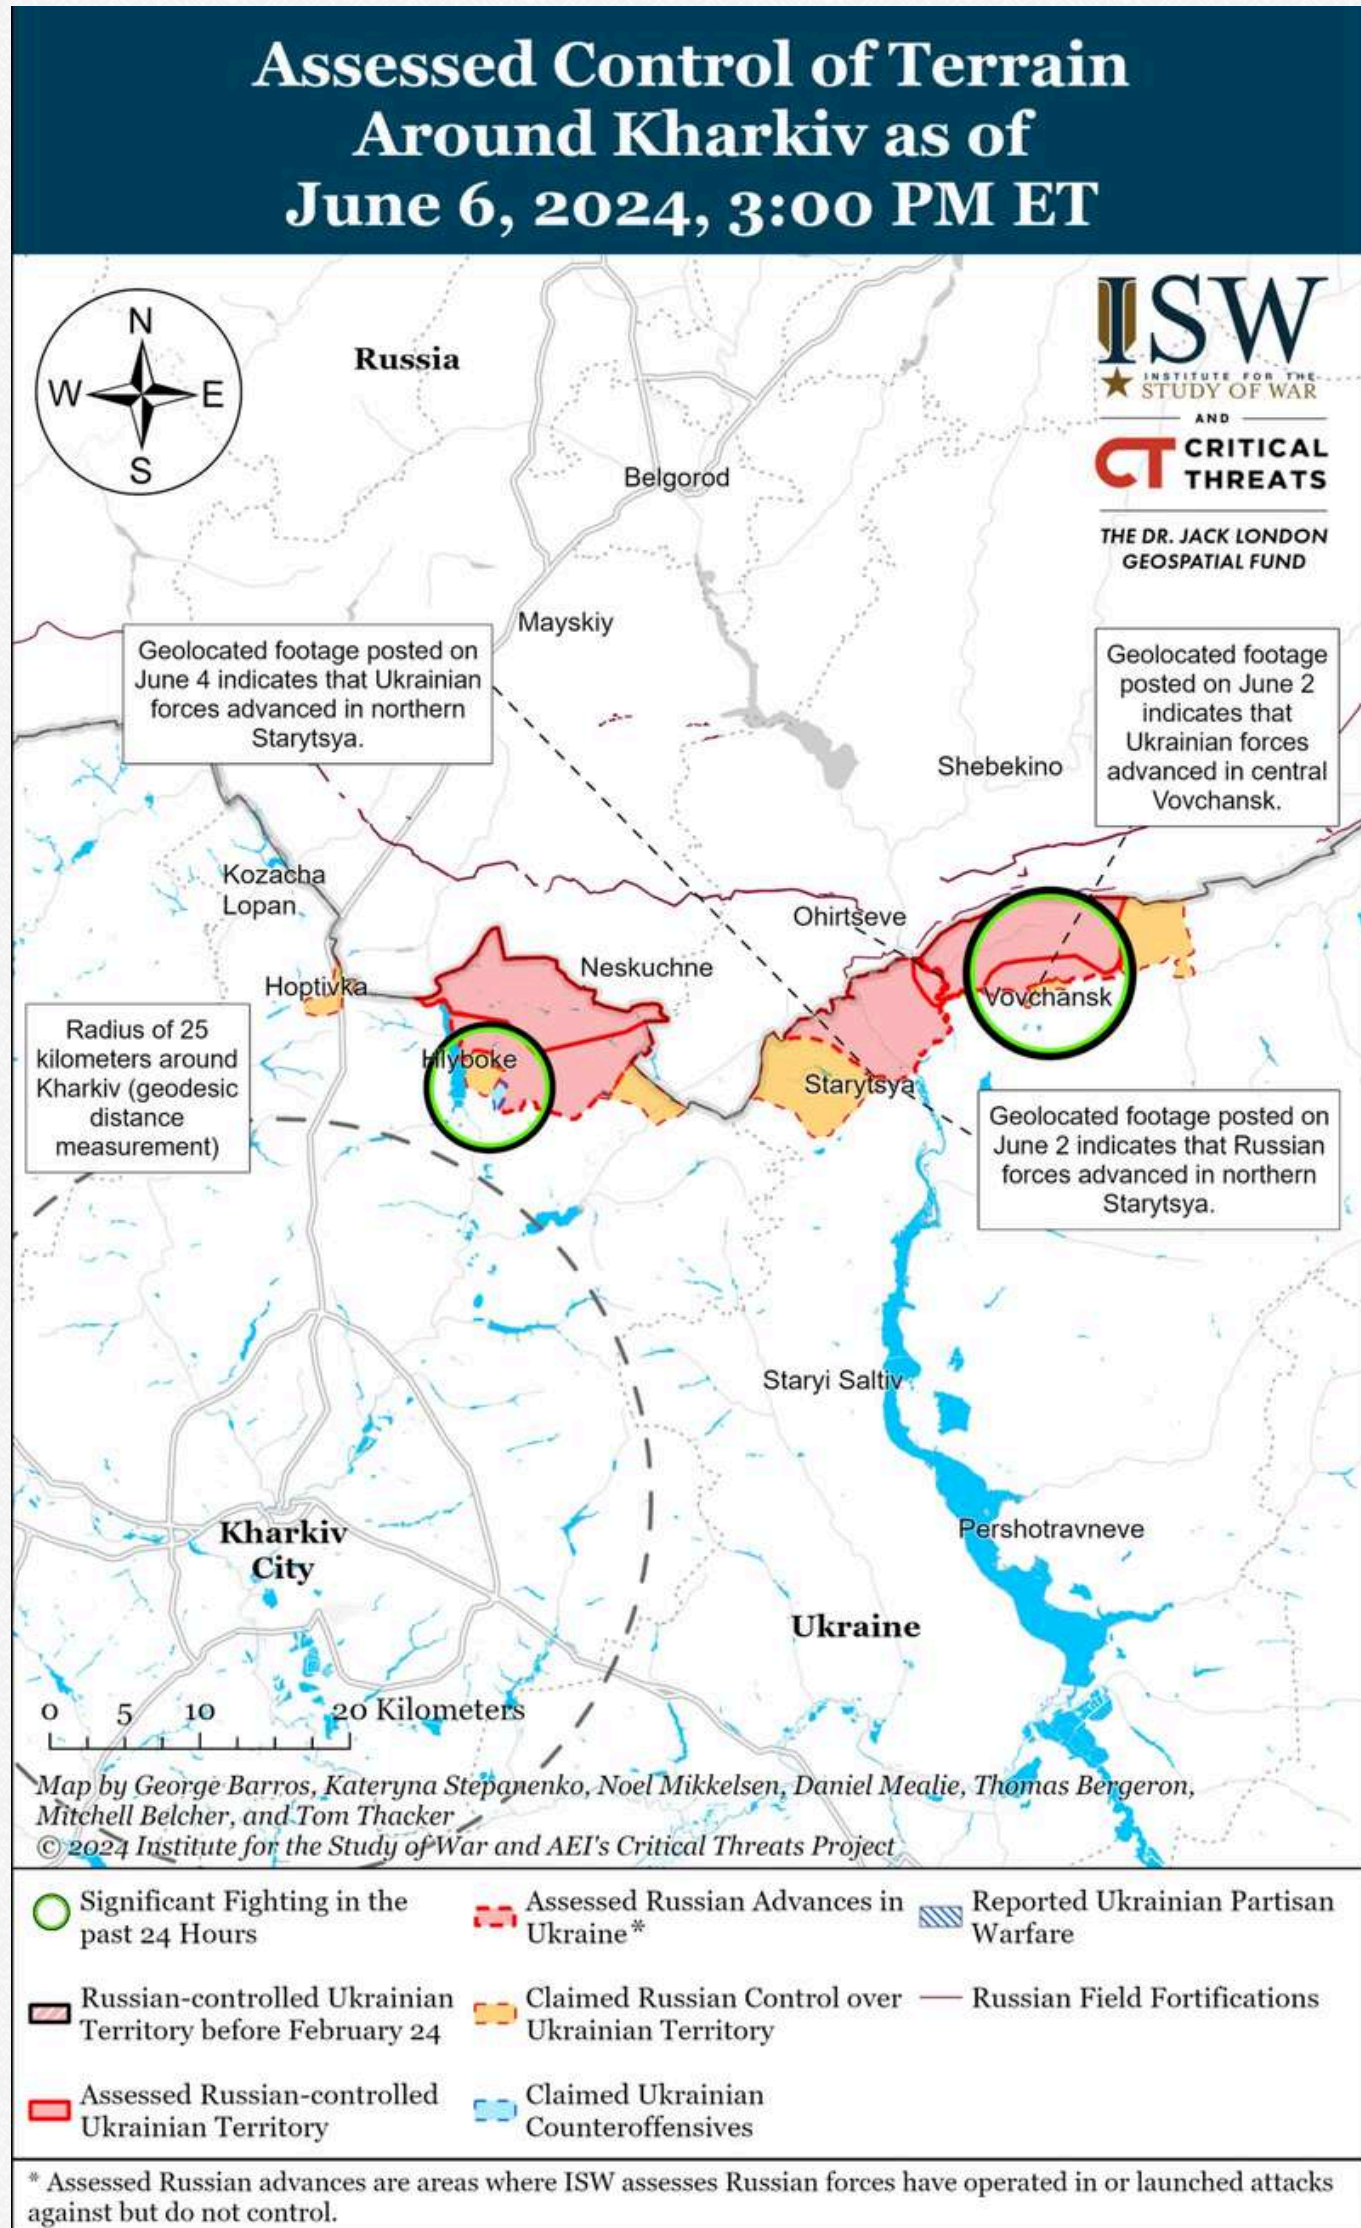 Assessed Control of Terrain
Around Kharkiv as of
June 6, 2024, 3:00 PM ET
N
W
E
S
Russia
ISW
INSTITUTE FOR THE
STUDY OF WAR
AND
CT CRITICAL
THREATS
THE DR. JACK LONDON
GEOSPATIAL FUND
Belgorod
Mayskiy
Geolocated footage posted on
June 4 indicates that Ukrainian
forces advanced in northern
Starytsya.
Geolocated footage
posted on June 2
indicates that
Ukrainian forces
advanced in central
Vovchansk.
Shebekino
Kozacha
Lopan
Ohirtseve
Neskuchne
Hoptivka
Vovchansk
Radius of 25
kilometers around
Kharkiv (geodesic
distance
measurement)
Hlyboke
Starytsya
Geolocated footage posted on
June 2 indicates that Russian
forces advanced in northern
Starytsya.
Staryi Saltiv
Pershotravneve
Kharkiv
City
Ukraine
0 5 10 20 Kilometers
Map by George Barros, Kateryna Stepanenko, Noel Mikkelsen, Daniel Mealie, Thomas Bergeron,
Mitchell Belcher, and Tom Thacker
© 2024 Institute for the Study of War and AEI's Critical Threats Project
Significant Fighting in the
past 24 Hours
Russian-controlled Ukrainian
Territory before February 24
Assessed Russian-controlled
Ukrainian Territory
Assessed Russian Advances in
Ukraine*
Claimed Russian Control over
Ukrainian Territory
Claimed Ukrainian
Counteroffensives
Reported Ukrainian Partisan
Warfare
Russian Field Fortifications
* Assessed Russian advances are areas where ISW assesses Russian forces have operated in or launched attacks
against but do not control.